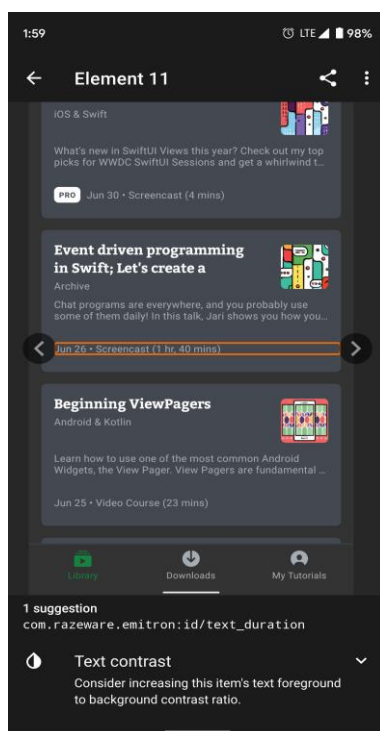 1:59 LTE 98%
Element 11
iOS & Swift
What's new in SwiftUI Views this year? Check out my top
picks for WWDC SwiftUI Sessions and get a whirlwind t...
PRO Jun 30 • Screencast (4 mins)
Event driven programming
in Swift; Let's create a
Archive
Chat programs are everywhere, and you probably use
some of them daily! In this talk, Jari shows you how you...
Jun 26 • Screencast (1 hr, 40 mins)
Beginning ViewPagers
Android & Kotlin
Learn how to use one of the most common Android
Widgets, the View Pager. View Pagers are fundamental ...
Jun 25 • Video Course (23 mins)
Library Downloads My Tutorials
1 suggestion
com.razeware.emitron:id/text_duration
Text contrast
Consider increasing this item's text foreground
to background contrast ratio.